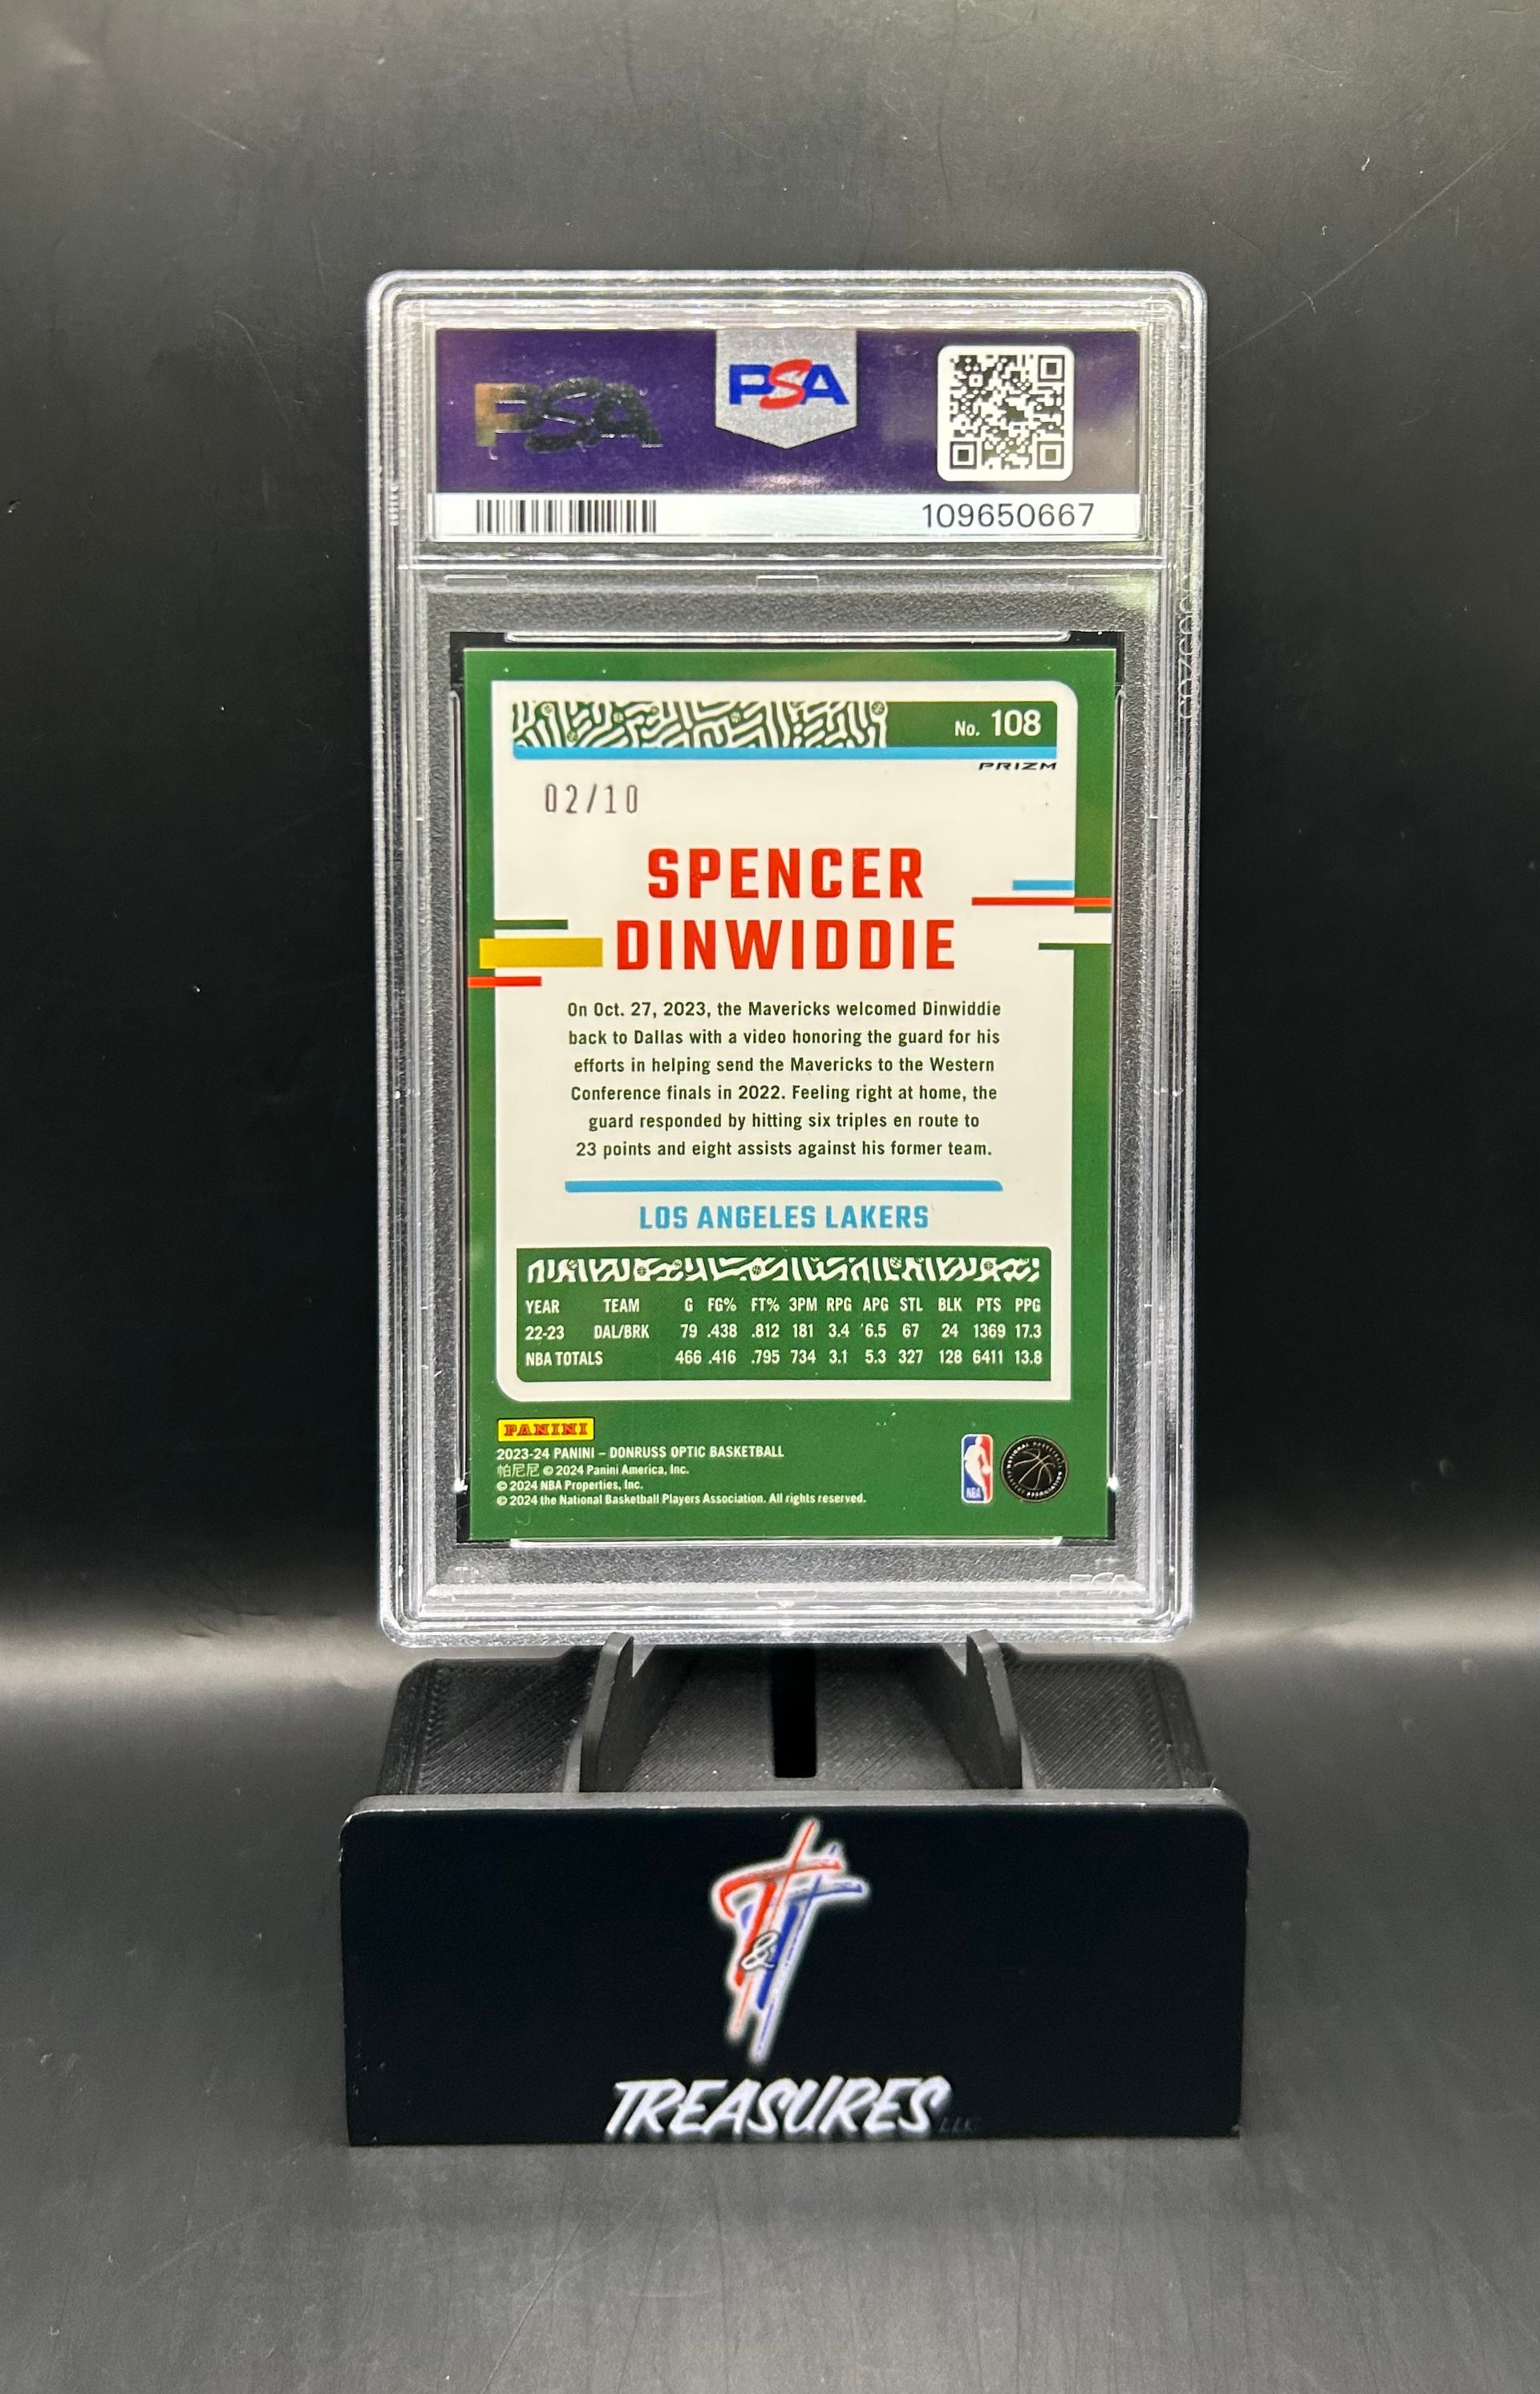 PSA
PSA
109650667
No. 108
PRIZM
02/10
SPENCER
DINWIDDIE
On Oct. 27, 2023, the Mavericks welcomed Dinwiddie
back to Dallas with a video honoring the guard for his
efforts in helping send the Mavericks to the Western
Conference finals in 2022. Feeling right at home, the
guard responded by hitting six triples en route to
23 points and eight assists against his former team.
LOS ANGELES LAKERS
YEAR TEAM G FG% FT% 3PM RPG APG STL BLK PTS PPG
22-23 DAL/BRK 79 .438 .812 181 3.4 6.5 67 24 1369 17.3
NBA TOTALS 466 .416 .795 734 3.1 5.3 327 128 6411 13.8
PANINI
2023-24 PANINI – DONRUSS OPTIC BASKETBALL
帕尼尼 © 2024 Panini America, Inc.
© 2024 NBA Properties, Inc.
© 2024 the National Basketball Players Association. All rights reserved.
NBA
PSA
T&T
TREASURES LLC